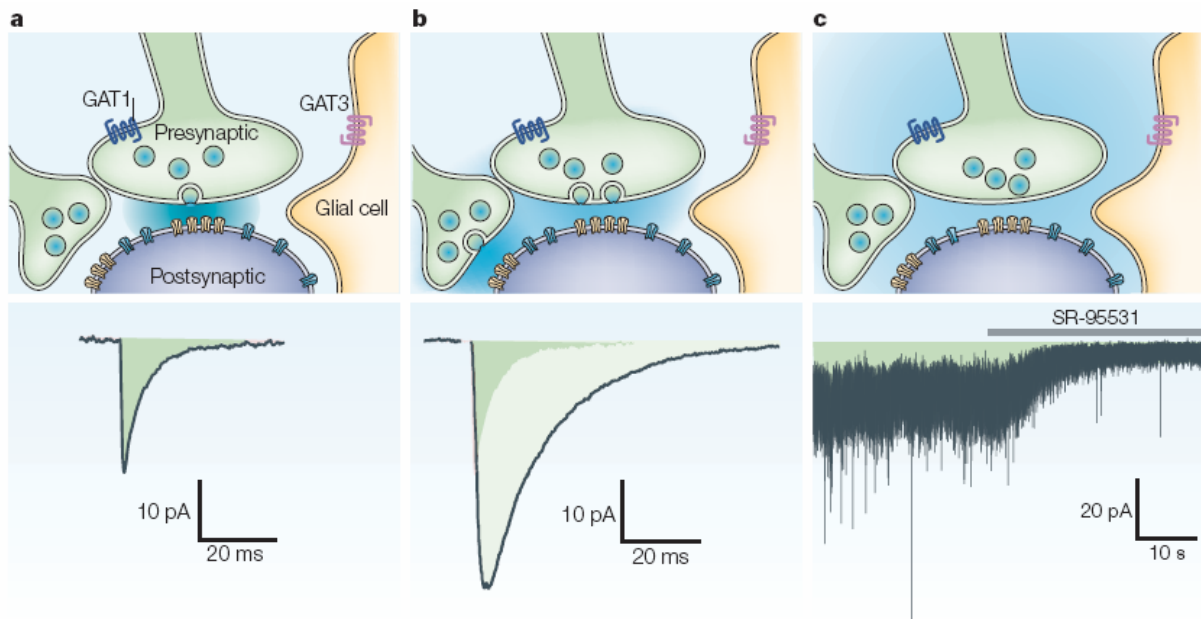 a
b
c
GAT1
GAT3
Presynaptic
Glial cell
Postsynaptic
SR-95531
10 pA
20 ms
10 pA
20 ms
20 pA
10 s